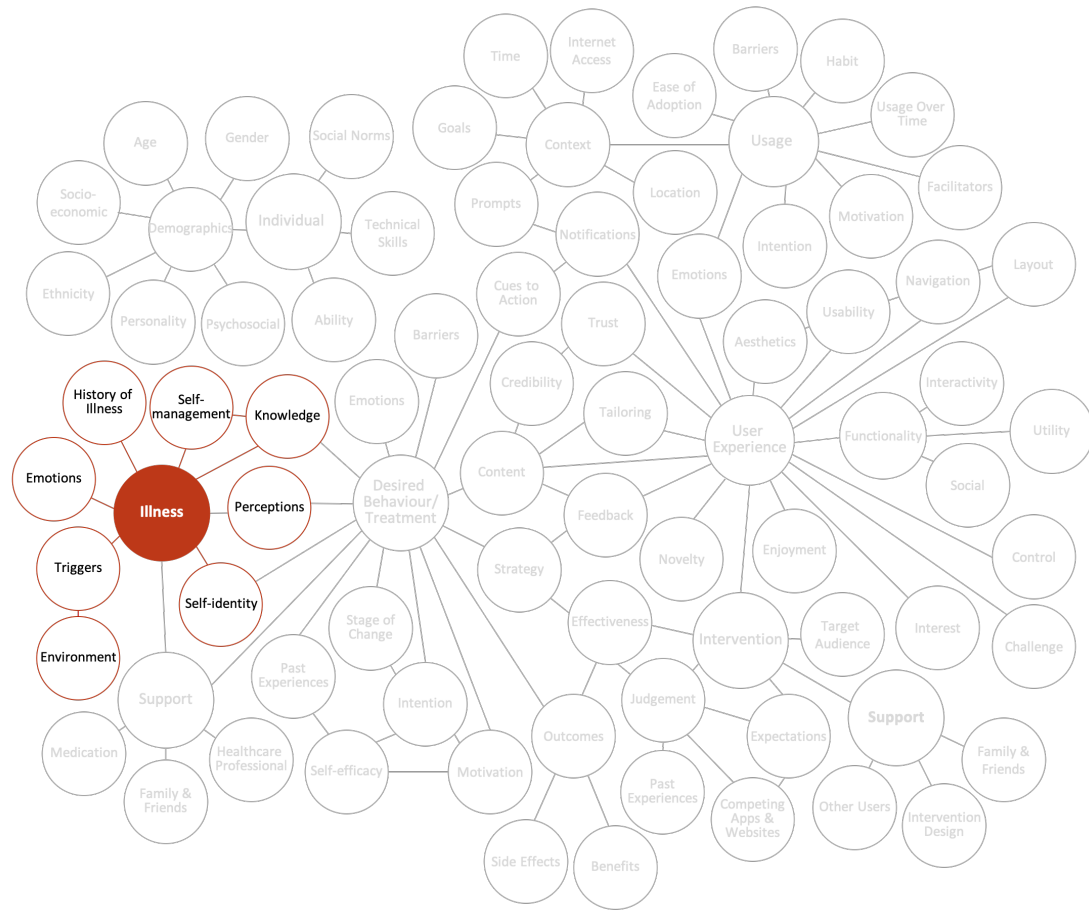 Time
Internet
Access
Barriers
Habit
Ease of
Adoption
Usage Over
Time
Goals
Context
Usage
Age
Gender
Social Norms
Facilitators
Socio-
economic
Demographics
Individual
Technical
Skills
Prompts
Location
Motivation
Notifications
Intention
Emotions
Navigation
Layout
Ethnicity
Personality
Psychosocial
Ability
Cues to
Action
Trust
Usability
Barriers
Aesthetics
Credibility
Interactivity
History of
Illness
Self-
management
Knowledge
Emotions
Tailoring
User
Experience
Functionality
Utility
Emotions
Content
Social
Illness
Perceptions
Desired
Behaviour/
Treatment
Feedback
Triggers
Strategy
Novelty
Enjoyment
Control
Self-identity
Stage of
Change
Effectiveness
Intervention
Target
Audience
Interest
Challenge
Environment
Past
Experiences
Support
Intention
Judgement
Support
Outcomes
Expectations
Medication
Healthcare
Professional
Self-efficacy
Motivation
Family &
Friends
Family &
Friends
Past
Experiences
Competing
Apps &
Websites
Other Users
Intervention
Design
Side Effects
Benefits